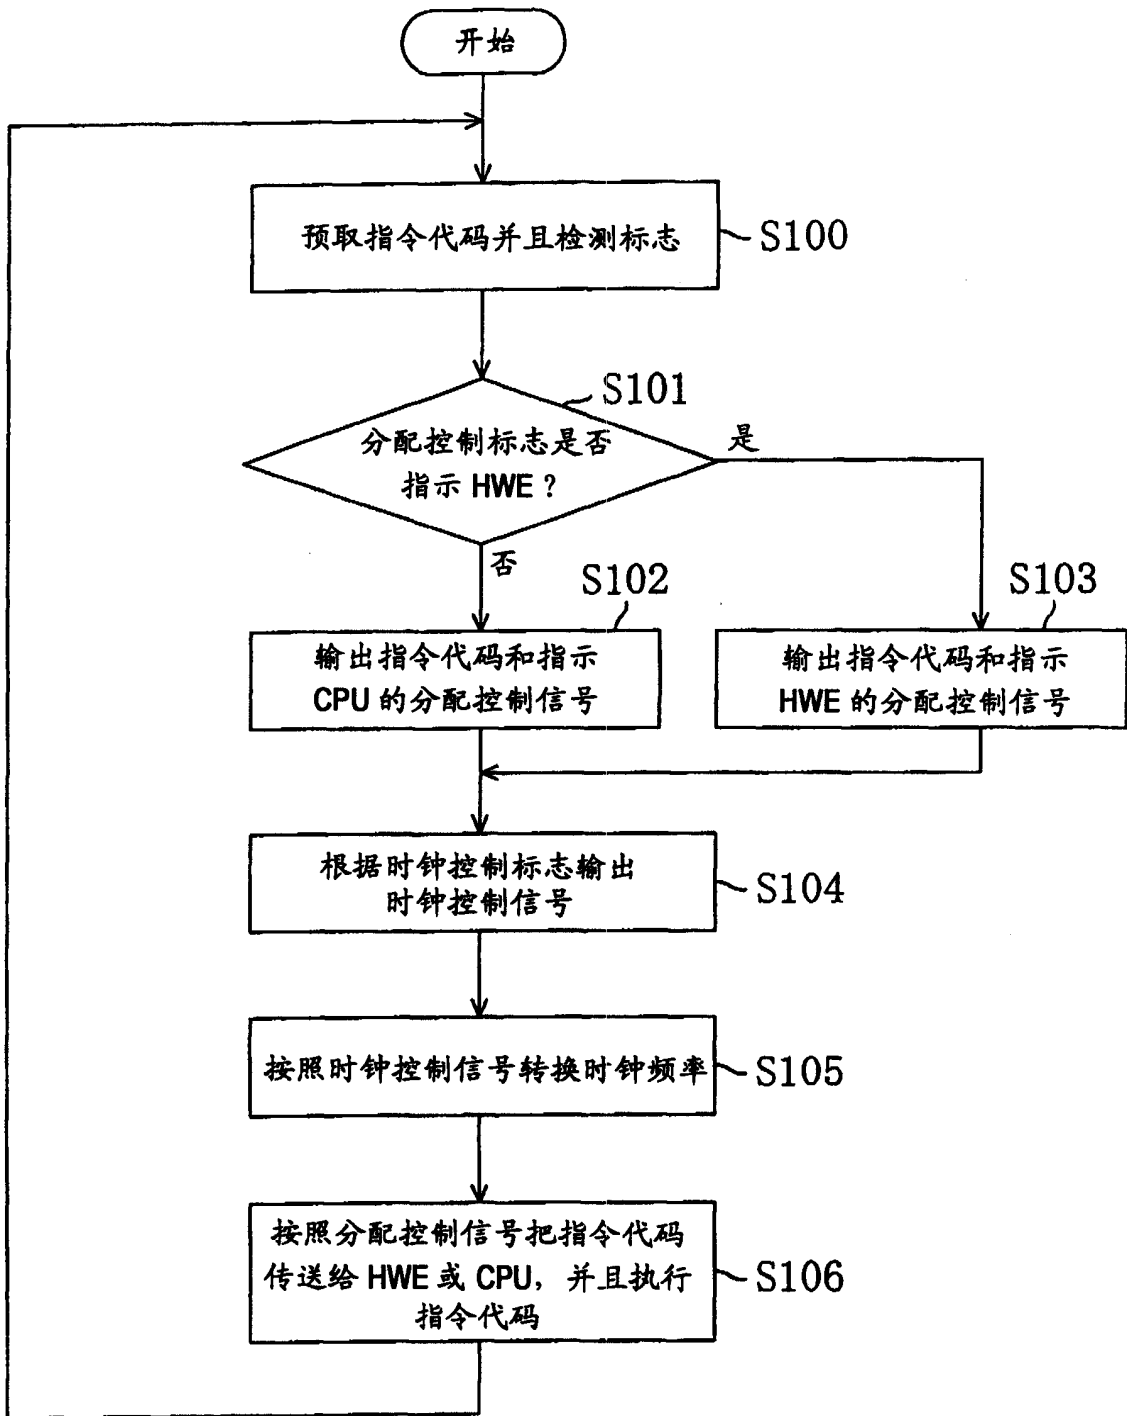 开始
预取指令代码并且检测标志
S100
S101
分配控制标志是否
指示 HWE？
是
否
S102
S103
输出指令代码和指示
CPU 的分配控制信号
输出指令代码和指示
HWE 的分配控制信号
根据时钟控制标志输出
时钟控制信号
S104
按照时钟控制信号转换时钟频率
S105
按照分配控制信号把指令代码
传送给 HWE 或 CPU，并且执行
指令代码
S106